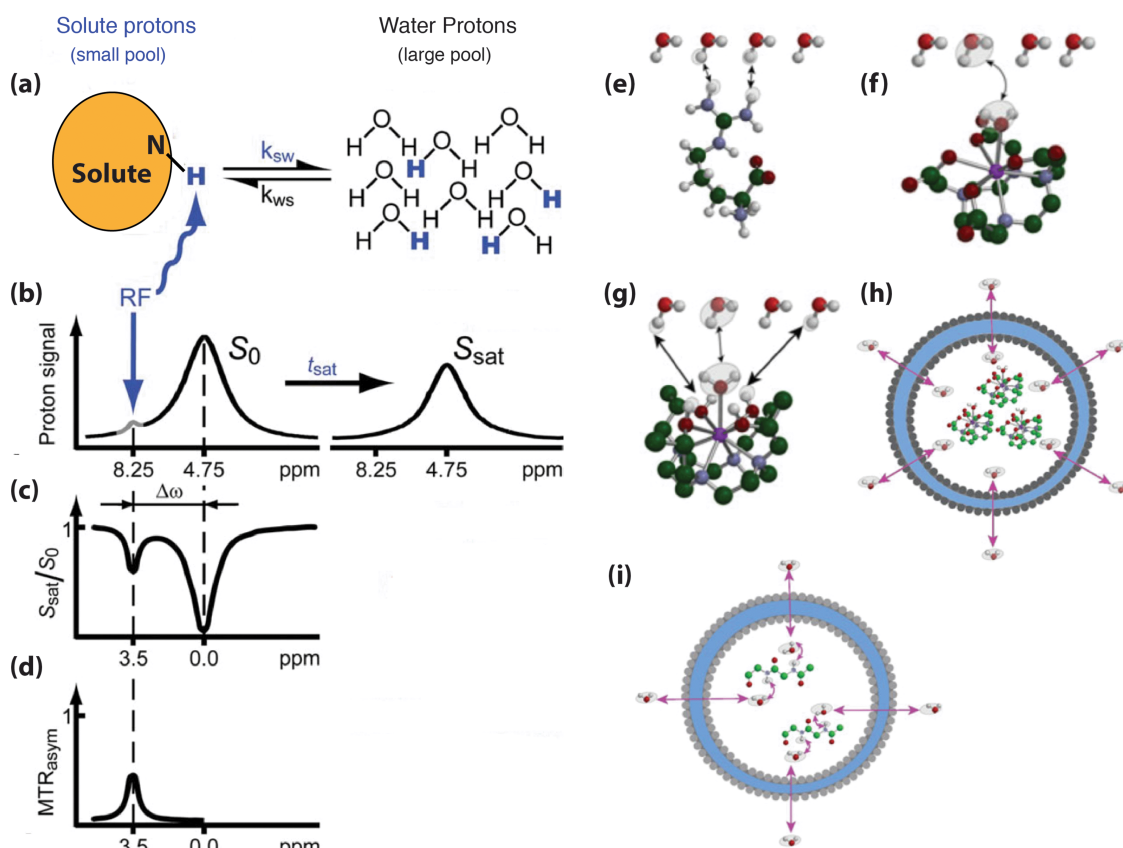 Solute protons
(small pool)
Water Protons
(large pool)
(a)
Solute
N
H
k_sw
k_ws
O
H H
O
H H
O
H H
O
H H
O
H H
O
H H
O
H H
O
H H
(b)
RF
Proton signal
S_0
t_sat
S_sat
8.25 4.75 ppm
8.25 4.75 ppm
(c)
Δω
1
S_sat/S_0
3.5 0.0 ppm
(d)
1
MTR_asym
3.5 0.0 ppm
(e)
(f)
(g)
(h)
(i)